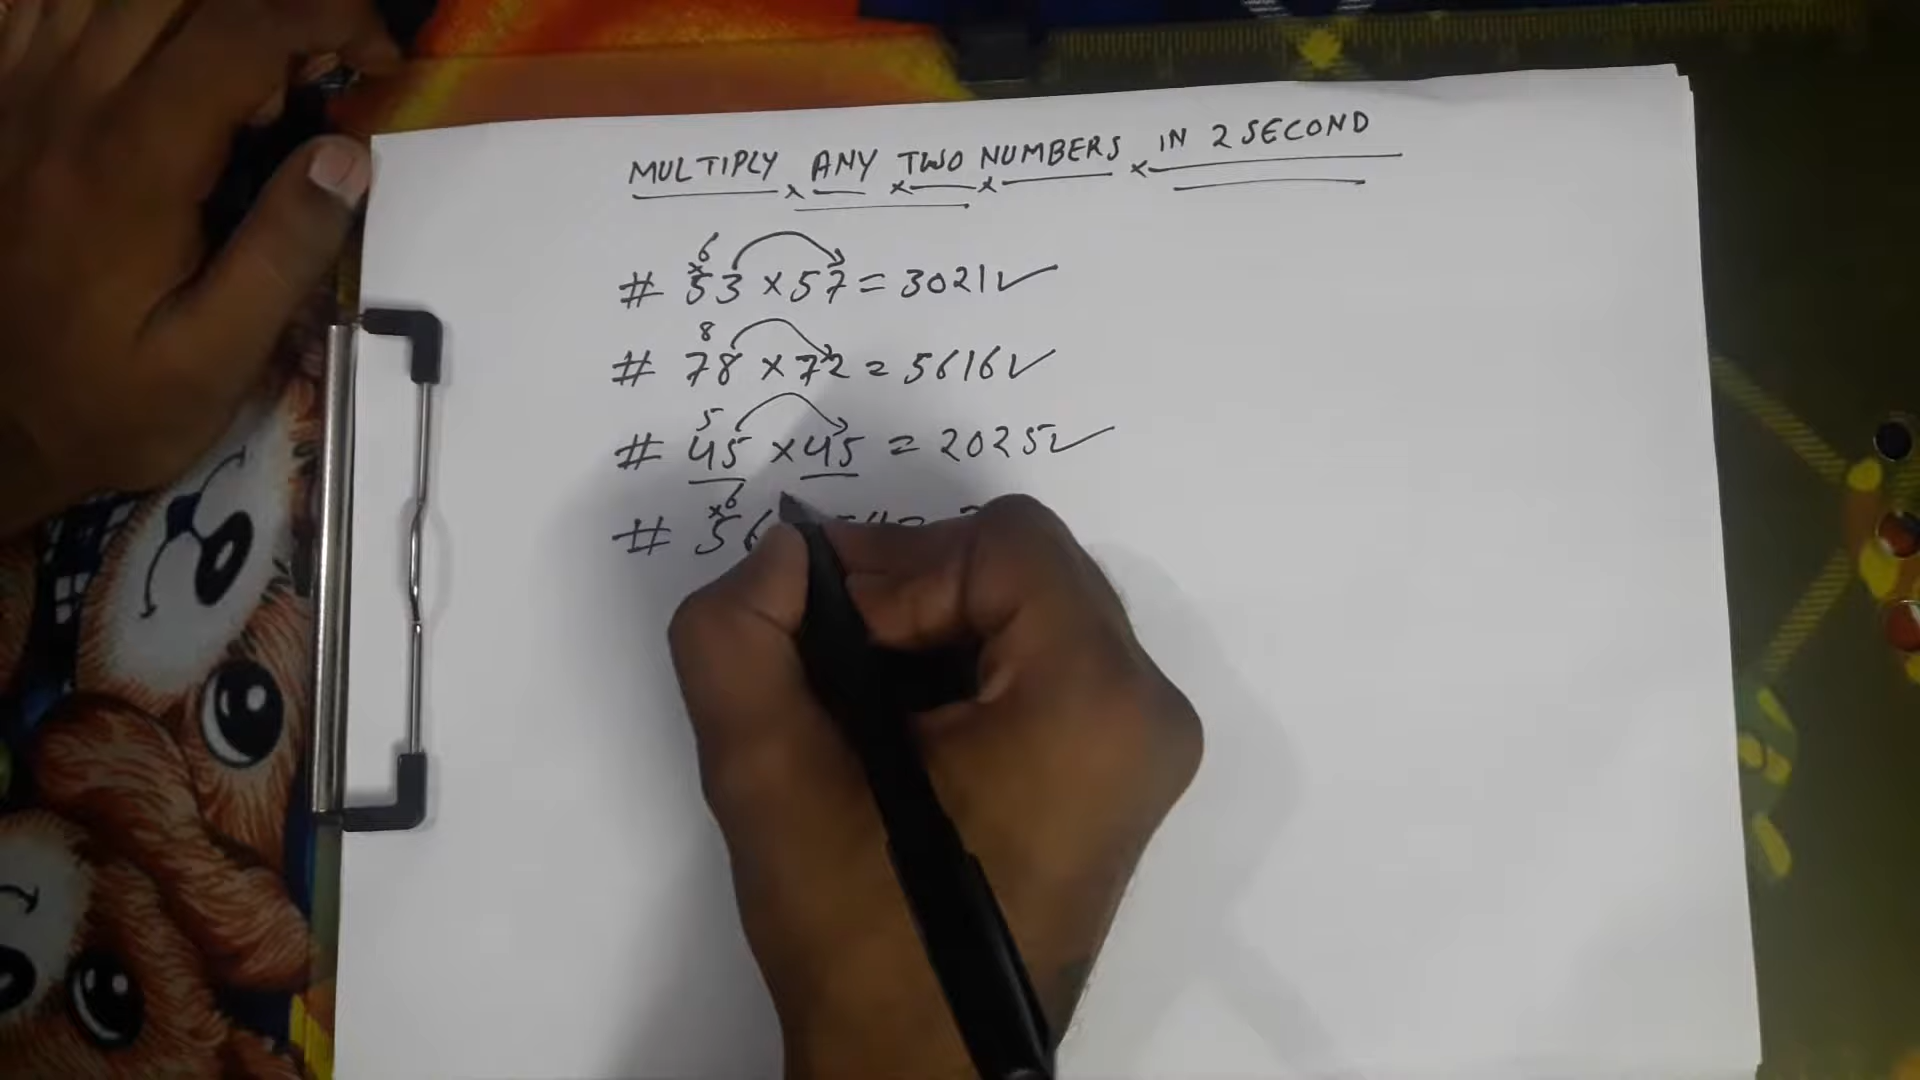 MULTIPLY ANY TWO NUMBERS IN 2 SECOND
6
# 53 × 57 = 3021 ✓
8
# 78 × 72 = 5616 ✓
5
# 45 × 45 = 2025 ✓
×6
# 56